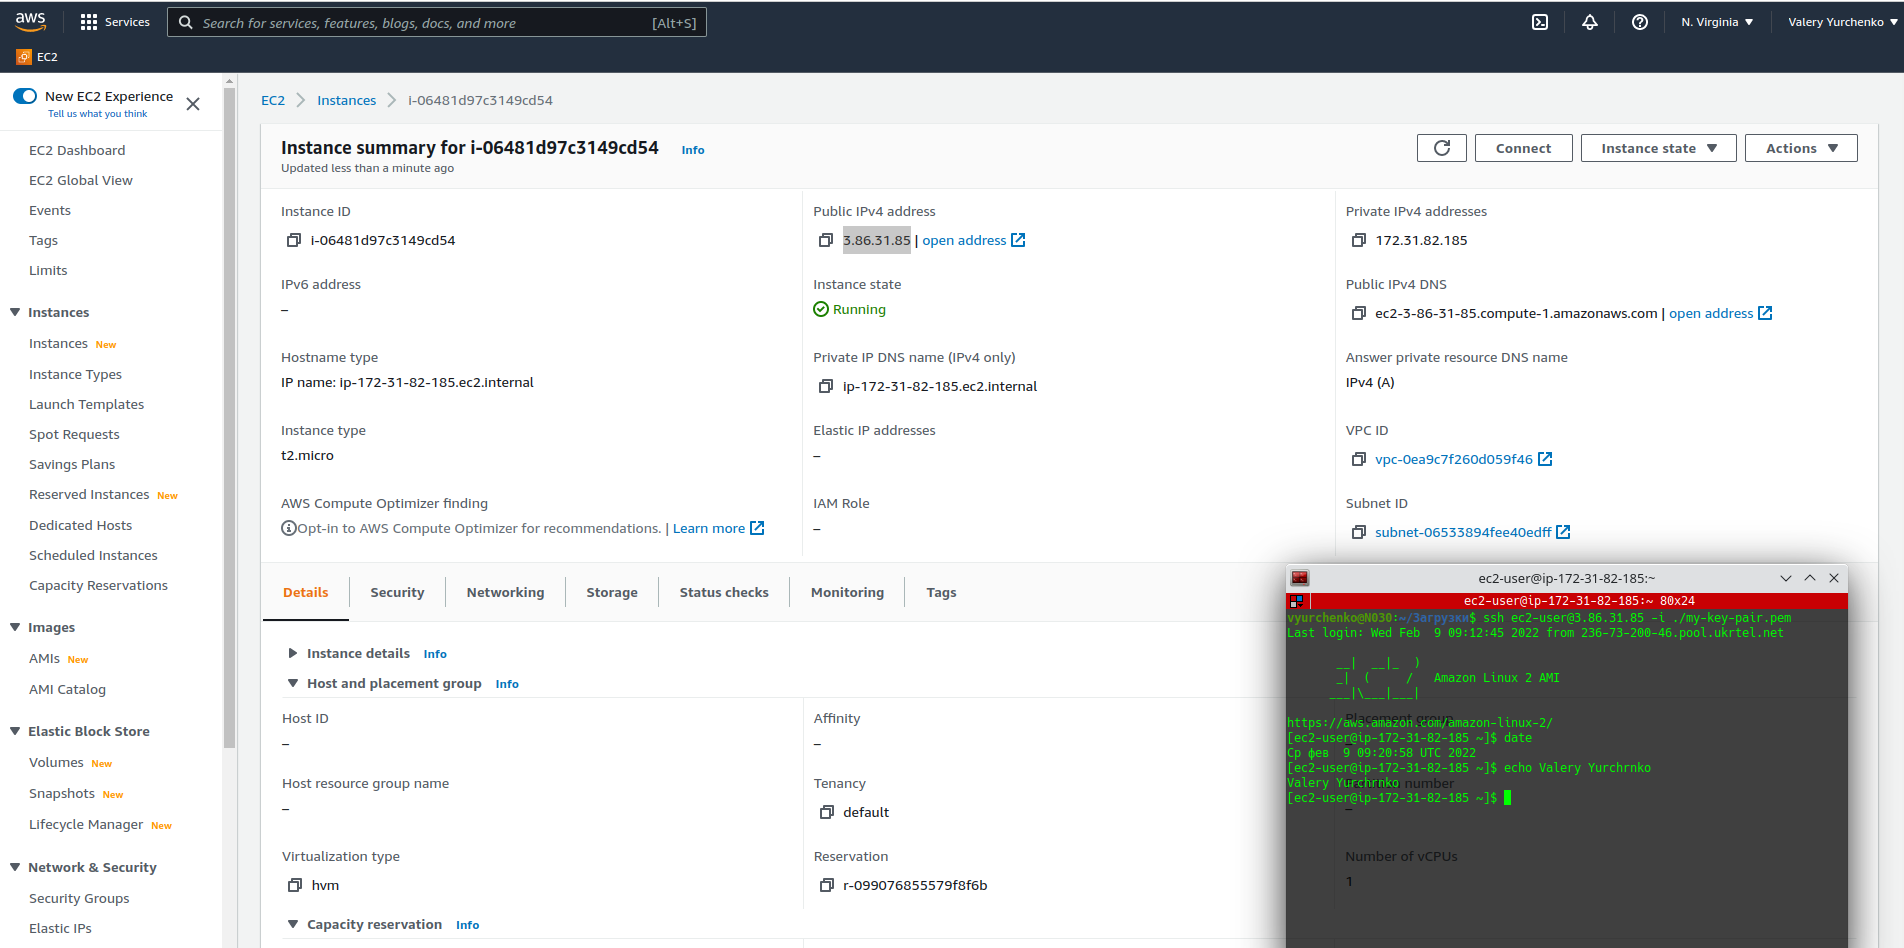 aws
Services
Search for services, features, blogs, docs, and more
[Alt+S]
N. Virginia
Valery Yurchenko
EC2
New EC2 Experience
Tell us what you think
EC2 Dashboard
EC2 Global View
Events
Tags
Limits
Instances
Instances New
Instance Types
Launch Templates
Spot Requests
Savings Plans
Reserved Instances New
Dedicated Hosts
Scheduled Instances
Capacity Reservations
Images
AMIs New
AMI Catalog
Elastic Block Store
Volumes New
Snapshots New
Lifecycle Manager New
Network & Security
Security Groups
Elastic IPs
EC2 > Instances > i-06481d97c3149cd54
Instance summary for i-06481d97c3149cd54 Info
Updated less than a minute ago
Connect
Instance state
Actions
Instance ID
i-06481d97c3149cd54
Public IPv4 address
3.86.31.85 | open address
Private IPv4 addresses
172.31.82.185
IPv6 address
–
Instance state
Running
Public IPv4 DNS
ec2-3-86-31-85.compute-1.amazonaws.com | open address
Hostname type
IP name: ip-172-31-82-185.ec2.internal
Private IP DNS name (IPv4 only)
ip-172-31-82-185.ec2.internal
Answer private resource DNS name
IPv4 (A)
Instance type
t2.micro
Elastic IP addresses
–
VPC ID
vpc-0ea9c7f260d059f46
AWS Compute Optimizer finding
Opt-in to AWS Compute Optimizer for recommendations. | Learn more
IAM Role
–
Subnet ID
subnet-06533894fee40edff
Details
Security
Networking
Storage
Status checks
Monitoring
Tags
Instance details Info
Host and placement group Info
Host ID
–
Affinity
–
Placement group
–
Host resource group name
–
Tenancy
default
number
–
Virtualization type
hvm
Reservation
r-099076855579f8f6b
Number of vCPUs
1
Capacity reservation Info
ec2-user@ip-172-31-82-185:~
ec2-user@ip-172-31-82-185:~ 80x24
vyurchenko@N030:~/Загрузки$ ssh ec2-user@3.86.31.85 -i ./my-key-pair.pem
Last login: Wed Feb  9 09:12:45 2022 from 236-73-200-46.pool.ukrtel.net
__|  __|_  )
_|  (     /   Amazon Linux 2 AMI
___|\___|___|
https://aws.amazon.com/amazon-linux-2/
[ec2-user@ip-172-31-82-185 ~]$ date
Ср фев  9 09:20:58 UTC 2022
[ec2-user@ip-172-31-82-185 ~]$ echo Valery Yurchrnko
Valery Yurchrnko
[ec2-user@ip-172-31-82-185 ~]$